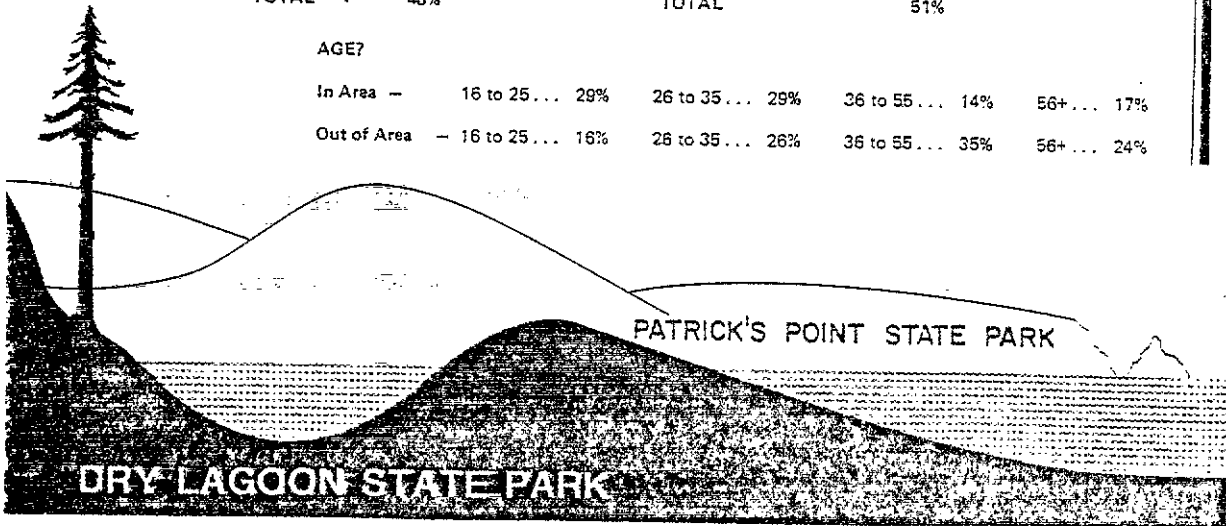 TOTAL 51%
AGE?
In Area — 16 to 25... 29% 26 to 35... 29% 36 to 55... 14% 56+... 17%
Out of Area — 16 to 25... 16% 26 to 35... 26% 36 to 55... 35% 56+... 24%
PATRICK'S POINT STATE PARK
DRY LAGOON STATE PARK